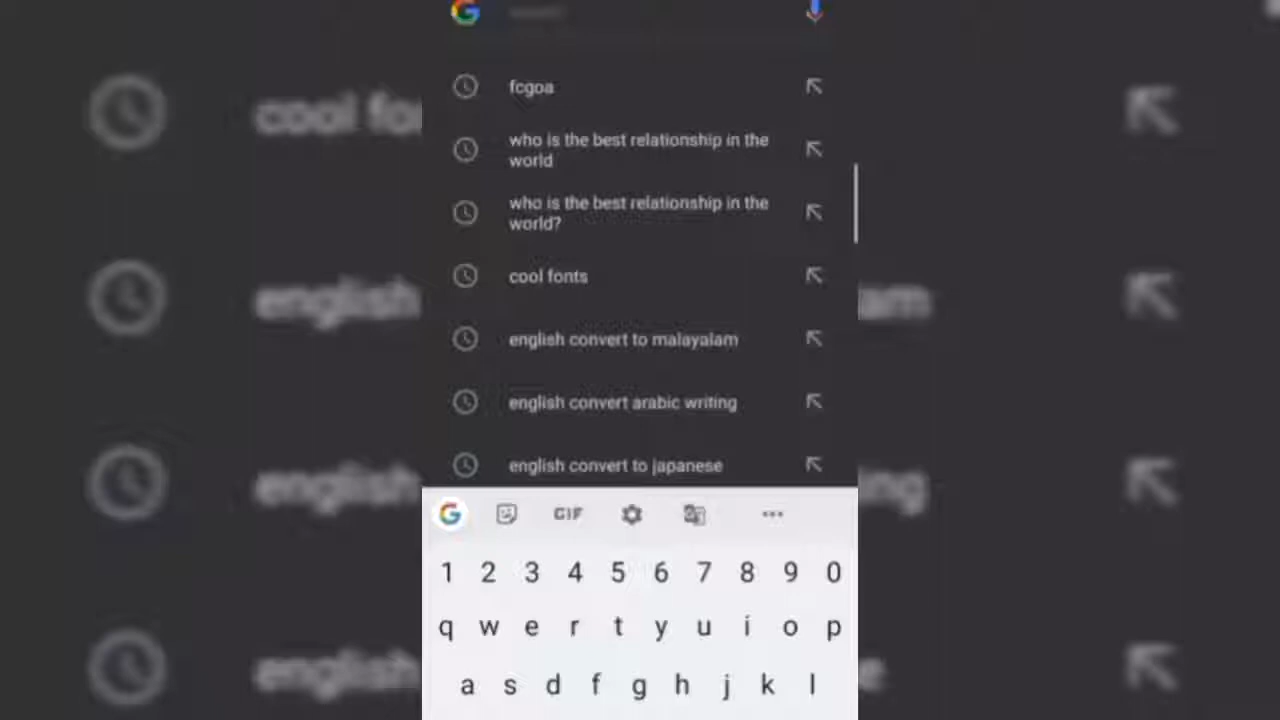 fcgoa
who is the best relationship in the
world
who is the best relationship in the
world?
cool fonts
english convert to malayalam
english convert arabic writing
english convert to japanese
GIF
1 2 3 4 5 6 7 8 9 0
q w e r t y u i o p
a s d f g h j k l